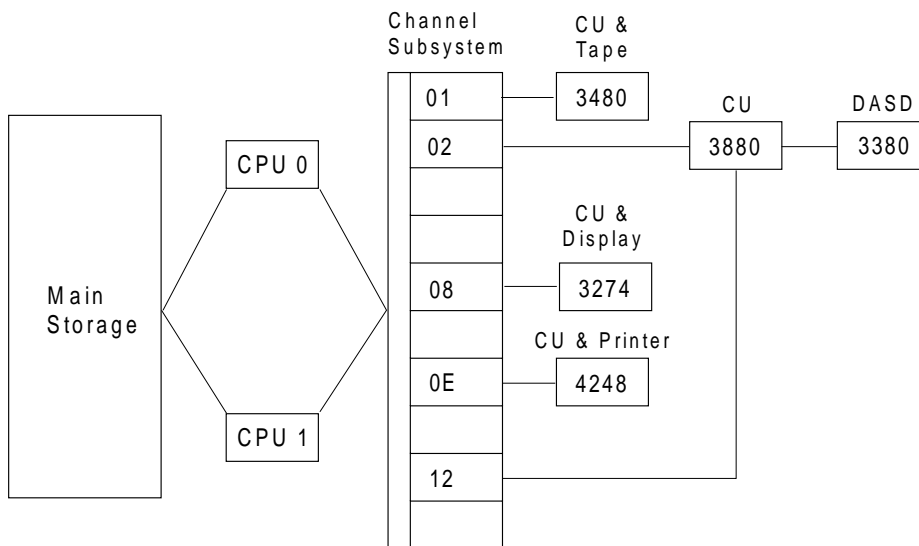 Channel
Subsystem
CU &
Tape
01
3480
CU
DASD
02
3880
3380
CPU 0
CU &
Display
Main
Storage
08
3274
CU & Printer
0E
4248
CPU 1
12